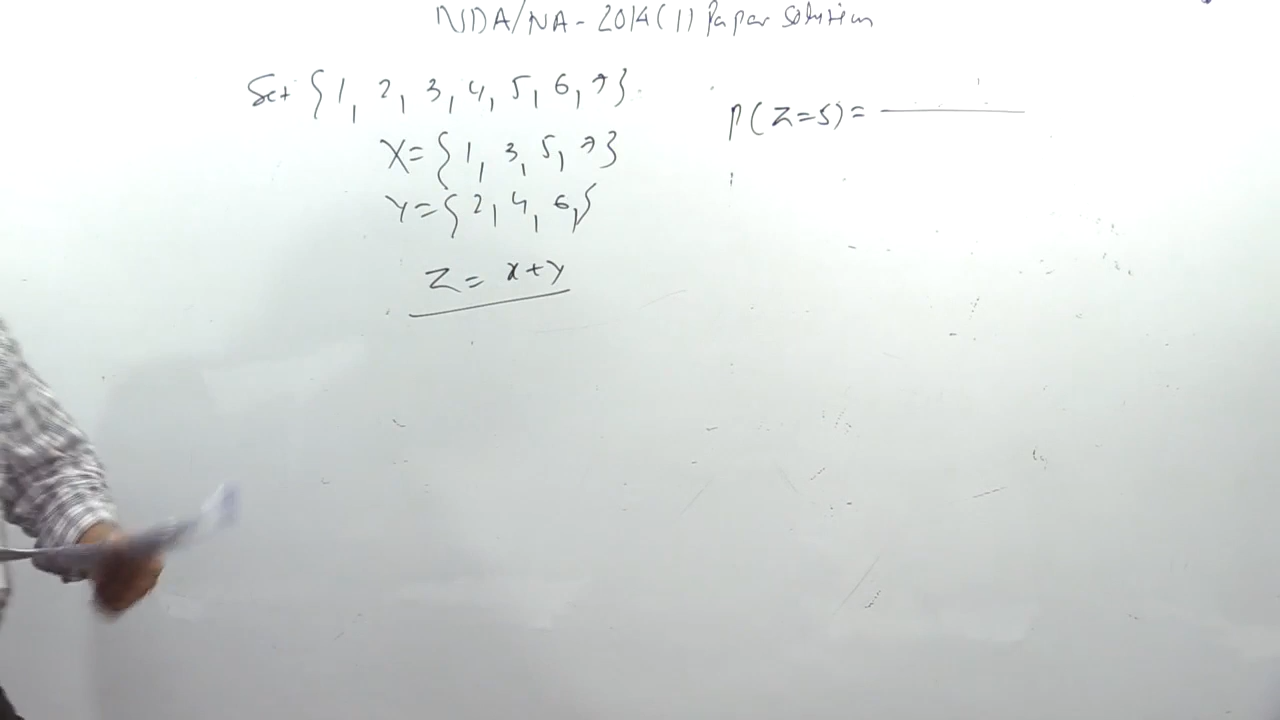 NDA/NA - 2014(1) Paper Solution
Set {1, 2, 3, 4, 5, 6, 7}
X = {1, 3, 5, 7}
Y = {2, 4, 6,}
Z = x+y
P(Z=5) =